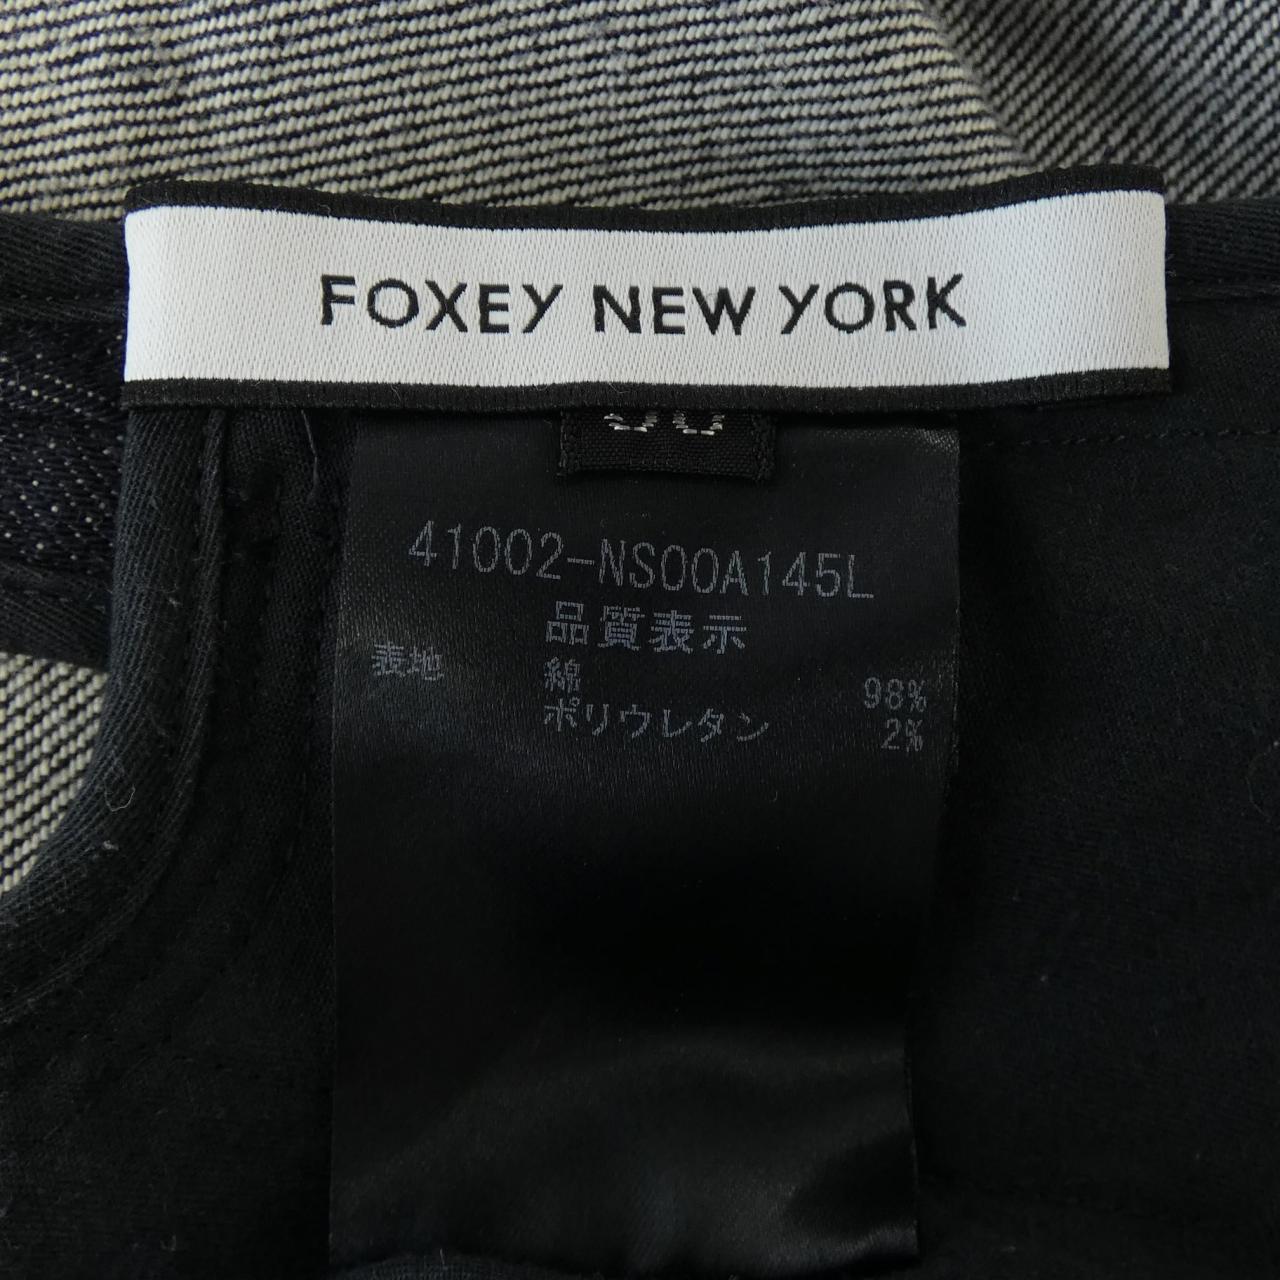 FOXEY NEW YORK
41002-NS00A145L
品質表示
表地 綿 98%
ポリウレタン 2%